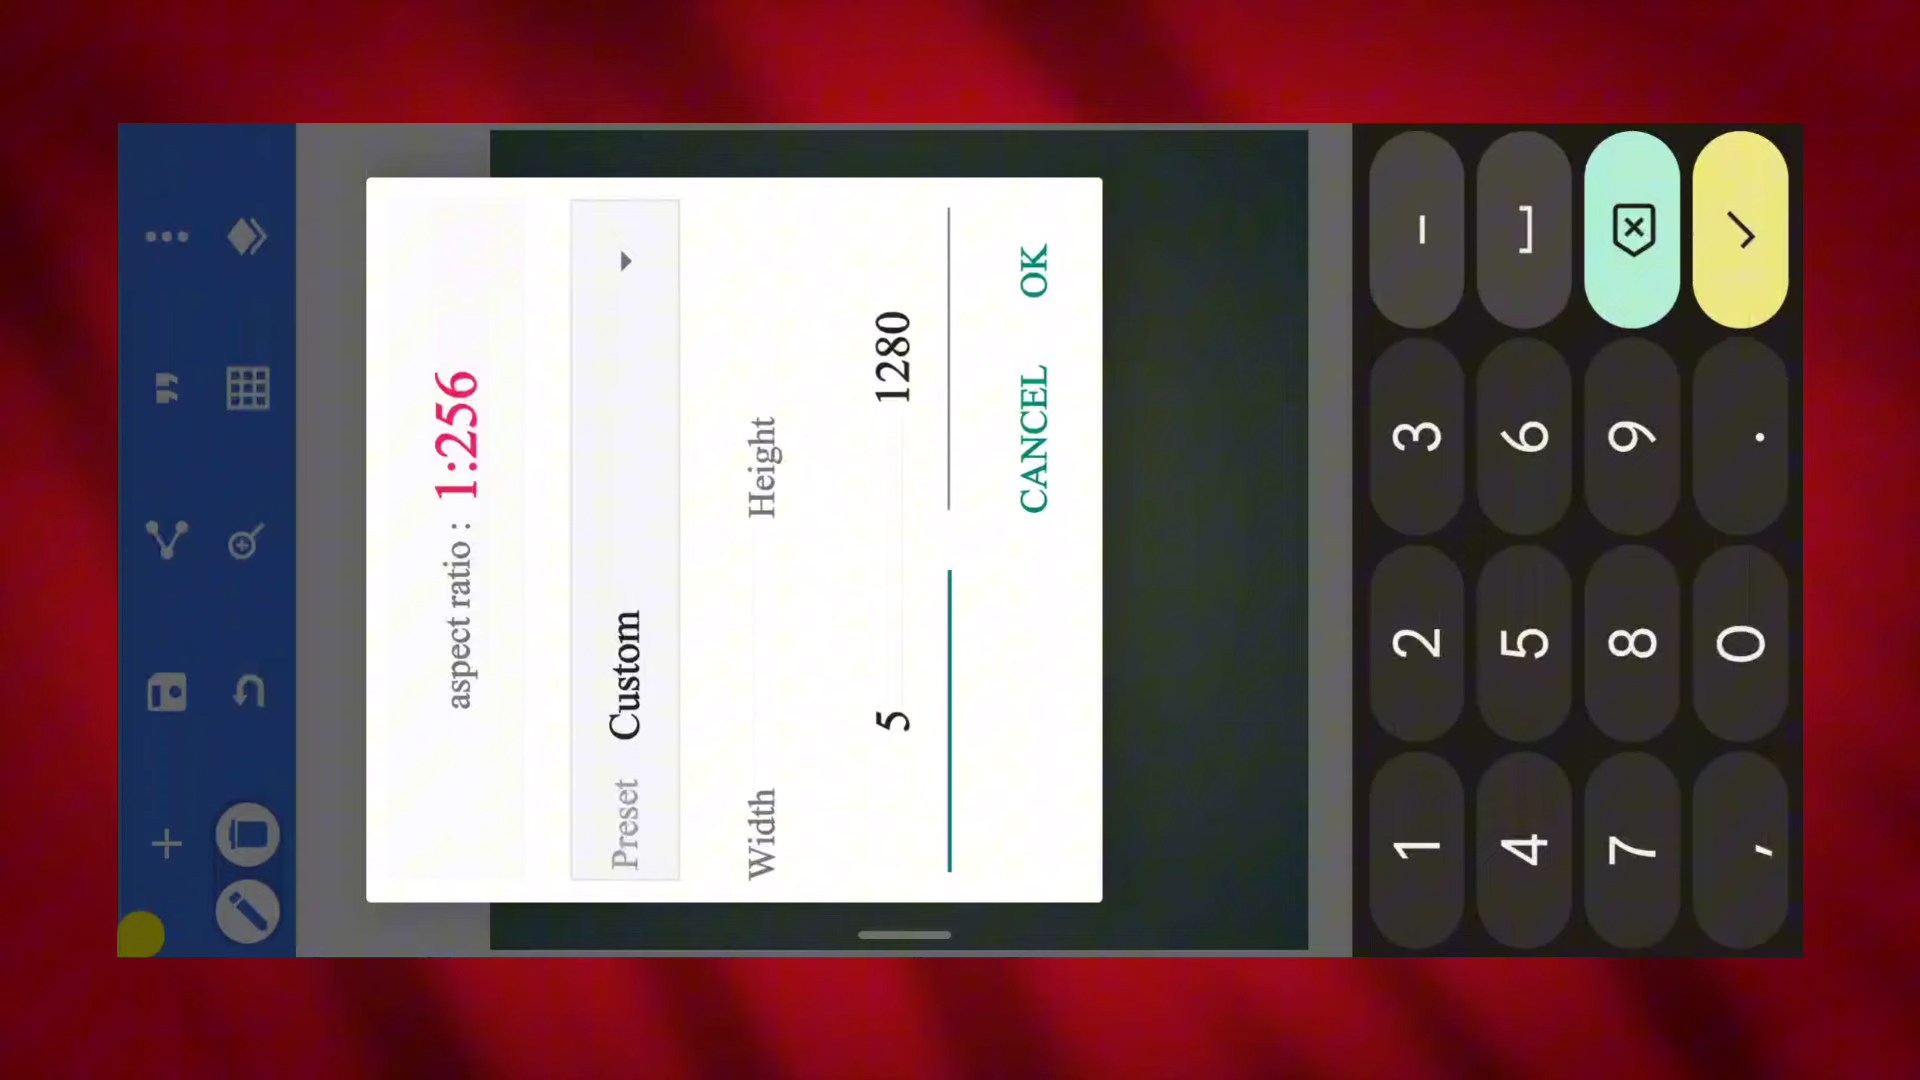 aspect ratio : 1:256
Preset Custom
Width Height
5 1280
CANCEL OK
1 2 3 -
4 5 6
7 8 9
, 0 .